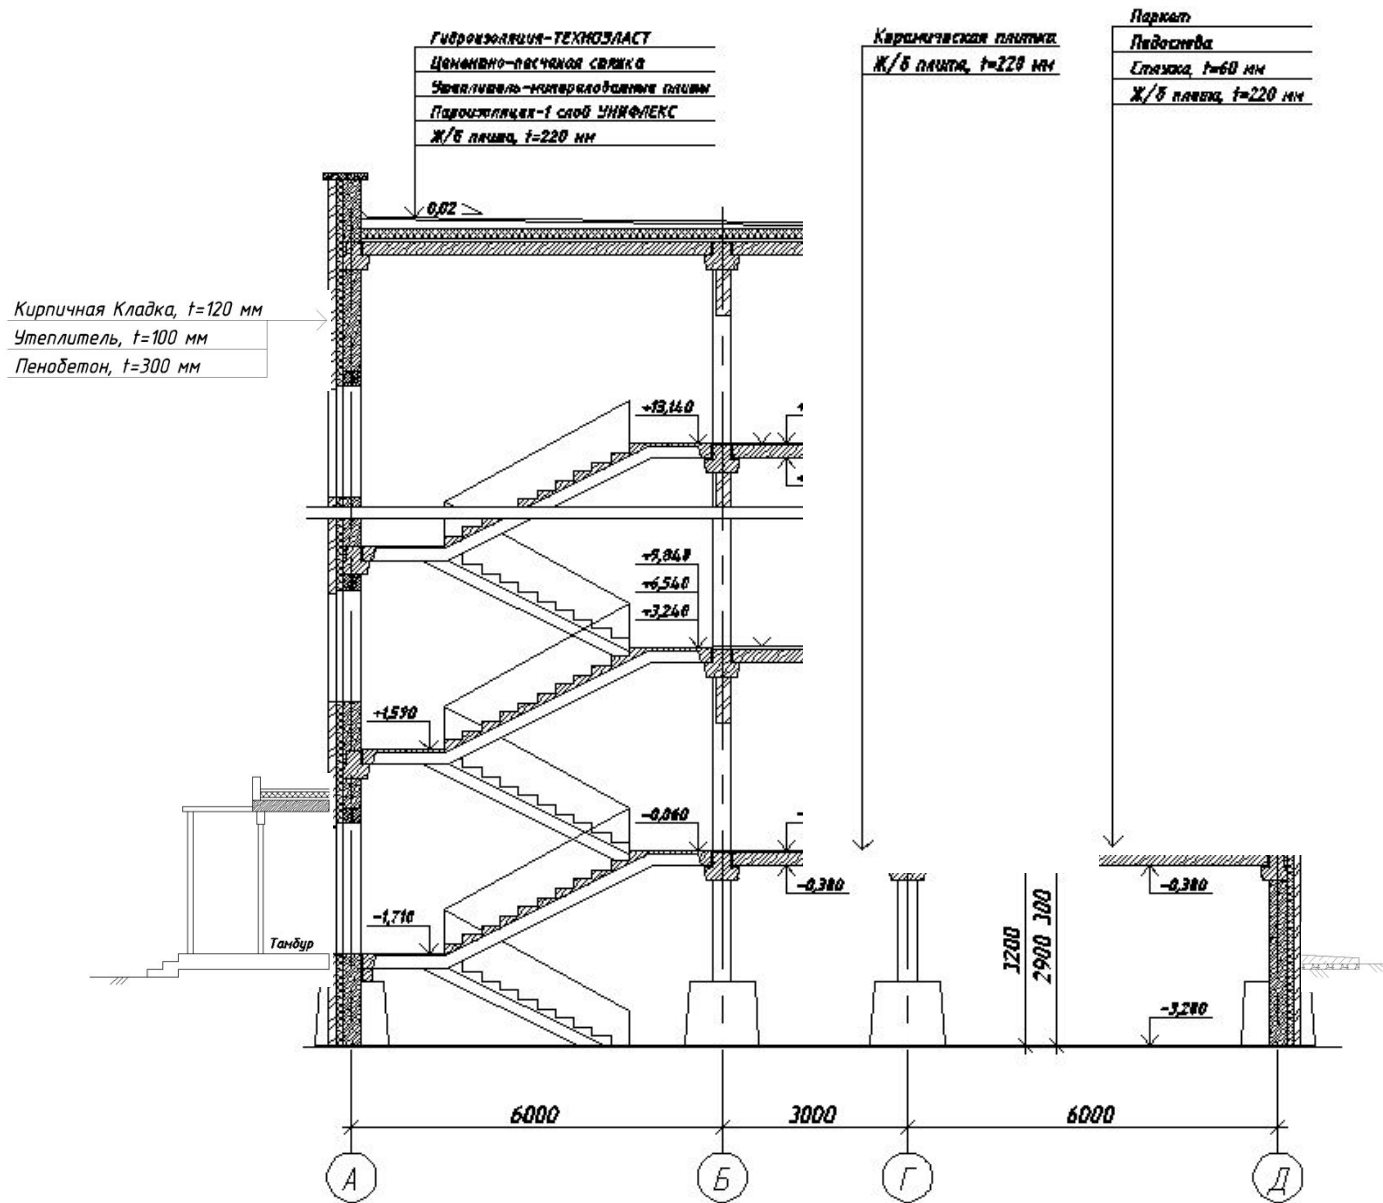 Гидроизоляция-ТЕХНОЭЛАСТ
Цементно-песчаная стяжка
Утеплитель-минераловатные плиты
Пароизоляция-1 слой УНИФЛЕКС
Ж/б плита, t=220 мм
Керамическая плитка
Ж/б плита, t=220 мм
Паркет
Подоснова
Стяжка, t=60 мм
Ж/б плита, t=220 мм
0,02
Кирпичная Кладка, t=120 мм
Утеплитель, t=100 мм
Пенобетон, t=300 мм
+13,140
+9,840
+6,540
+3,240
+1,590
-0,060
-0,380
-0,380
-1,710
Тамбур
3200
2900 300
-3,280
6000
3000
6000
А
Б
Г
Д